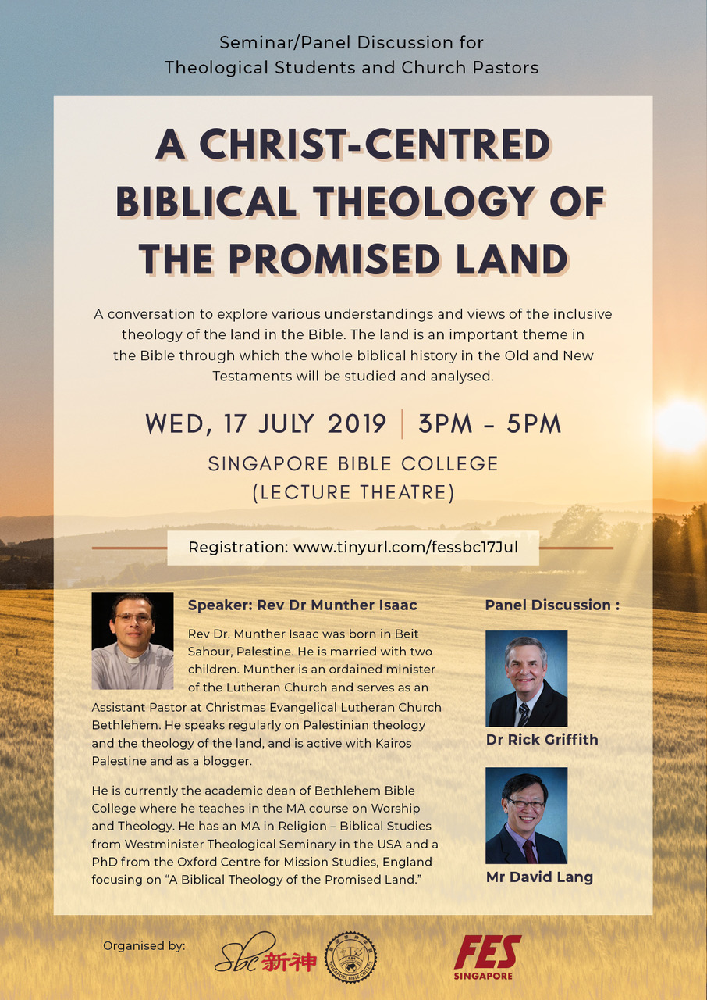 Seminar/Panel Discussion for
Theological Students and Church Pastors
A CHRIST-CENTRED
BIBLICAL THEOLOGY OF
THE PROMISED LAND
A conversation to explore various understandings and views of the inclusive
theology of the land in the Bible. The land is an important theme in
the Bible through which the whole biblical history in the Old and New
Testaments will be studied and analysed.
WED, 17 JULY 2019 | 3PM – 5PM
SINGAPORE BIBLE COLLEGE
(LECTURE THEATRE)
Registration: www.tinyurl.com/fessbc17Jul
Speaker: Rev Dr Munther Isaac
Rev Dr. Munther Isaac was born in Beit
Sahour, Palestine. He is married with two
children. Munther is an ordained minister
of the Lutheran Church and serves as an
Assistant Pastor at Christmas Evangelical Lutheran Church
Bethlehem. He speaks regularly on Palestinian theology
and the theology of the land, and is active with Kairos
Palestine and as a blogger.
He is currently the academic dean of Bethlehem Bible
College where he teaches in the MA course on Worship
and Theology. He has an MA in Religion – Biblical Studies
from Westminister Theological Seminary in the USA and a
PhD from the Oxford Centre for Mission Studies, England
focusing on “A Biblical Theology of the Promised Land.”
Panel Discussion :
Dr Rick Griffith
Mr David Lang
Organised by:
Sbc 新神
SINGAPORE BIBLE COLLEGE
FES
SINGAPORE